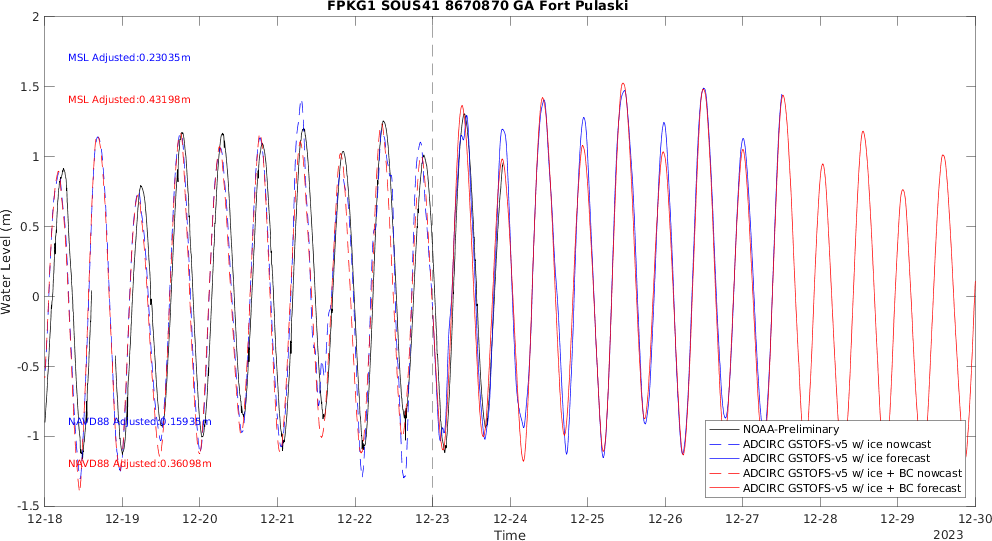 FPKG1 SOUS41 8670870 GA Fort Pulaski
2
1.5
1
0.5
0
-0.5
-1
-1.5
Water Level (m)
MSL Adjusted:0.23035m
MSL Adjusted:0.43198m
NAVD88 Adjusted:0.15935m
NAVD88 Adjusted:0.36098m
NOAA-Preliminary
ADCIRC GSTOFS-v5 w/ ice nowcast
ADCIRC GSTOFS-v5 w/ ice forecast
ADCIRC GSTOFS-v5 w/ ice + BC nowcast
ADCIRC GSTOFS-v5 w/ ice + BC forecast
12-18 12-19 12-20 12-21 12-22 12-23 12-24 12-25 12-26 12-27 12-28 12-29 12-30
Time
2023